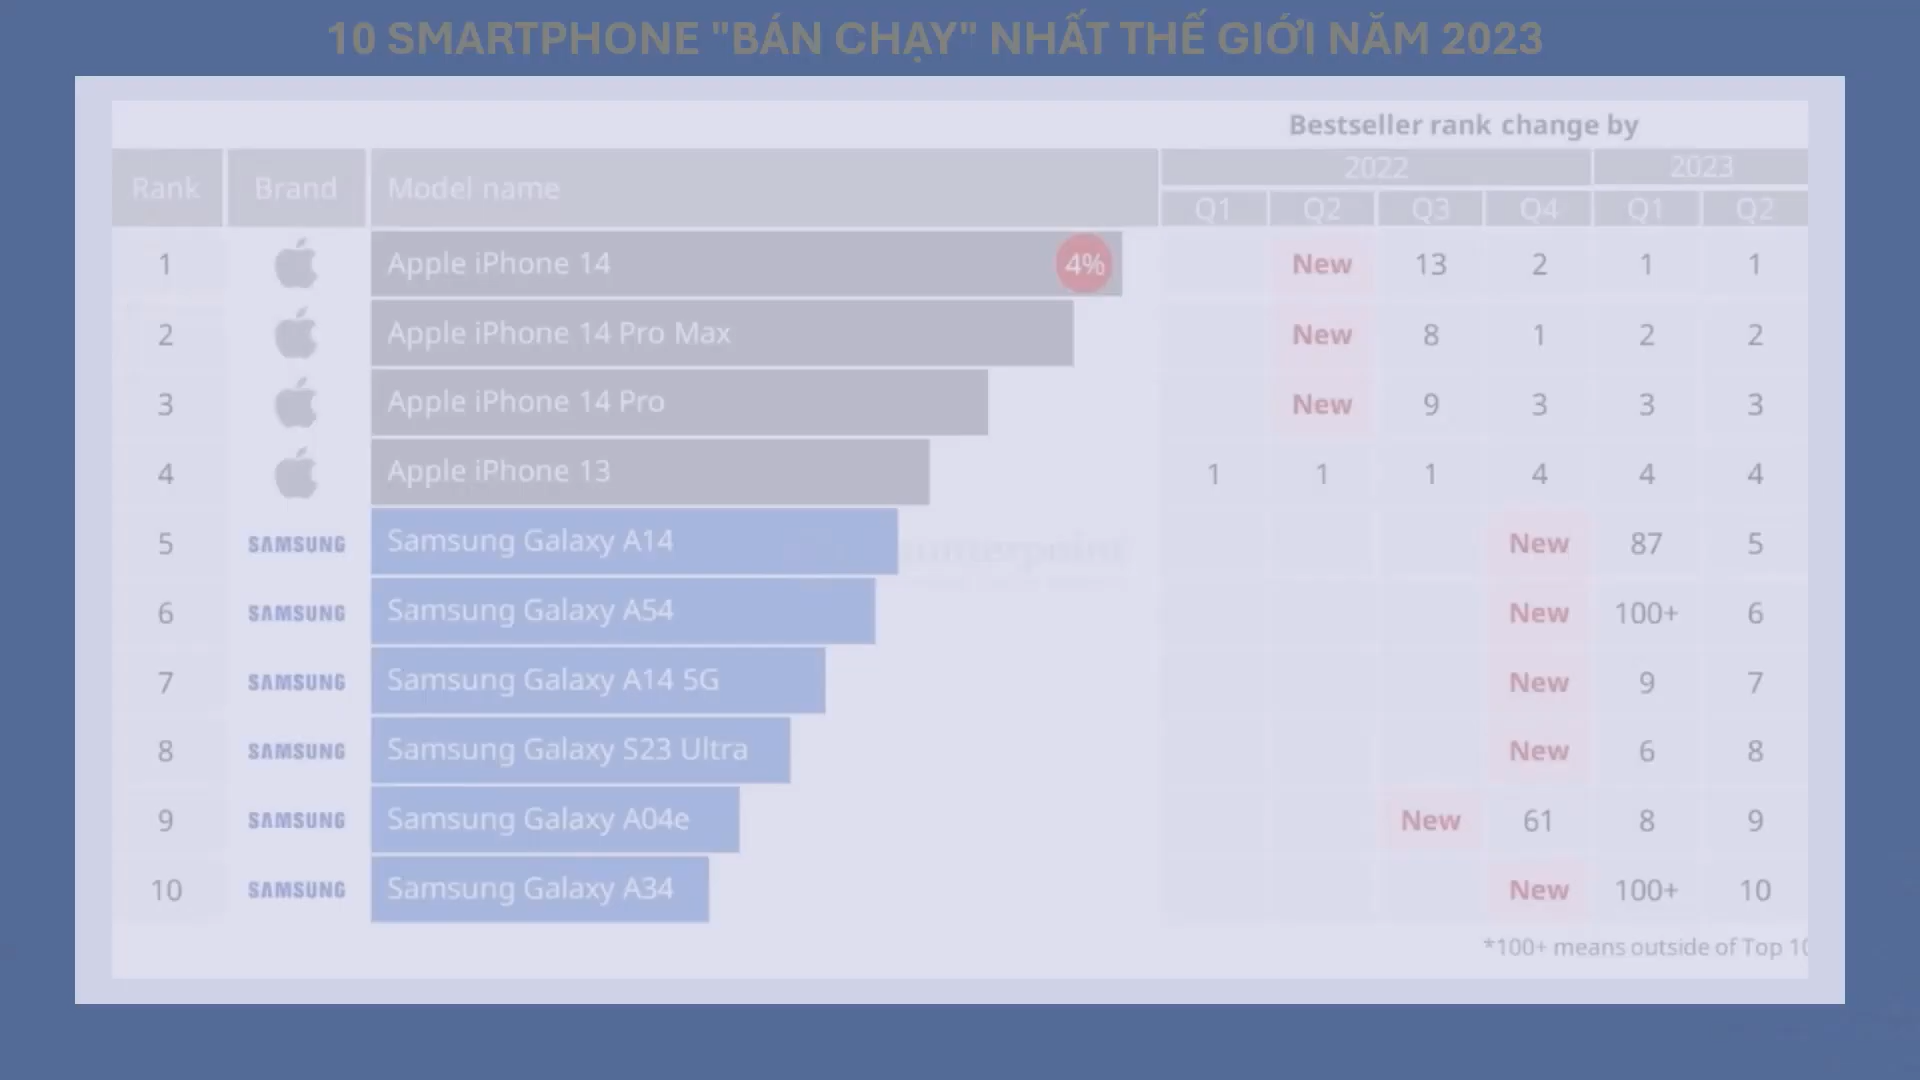 10 SMARTPHONE "BÁN CHẠY" NHẤT THẾ GIỚI NĂM 2023
Bestseller rank change by
Rank Brand Model name 2022 2023
Q1 Q2 Q3 Q4 Q1 Q2
1 Apple iPhone 14 4% New 13 2 1 1
2 Apple iPhone 14 Pro Max New 8 1 2 2
3 Apple iPhone 14 Pro New 9 3 3 3
4 Apple iPhone 13 1 1 1 4 4 4
5 SAMSUNG Samsung Galaxy A14 New 87 5
6 SAMSUNG Samsung Galaxy A54 New 100+ 6
7 SAMSUNG Samsung Galaxy A14 5G New 9 7
8 SAMSUNG Samsung Galaxy S23 Ultra New 6 8
9 SAMSUNG Samsung Galaxy A04e New 61 8 9
10 SAMSUNG Samsung Galaxy A34 New 100+ 10
*100+ means outside of Top 10